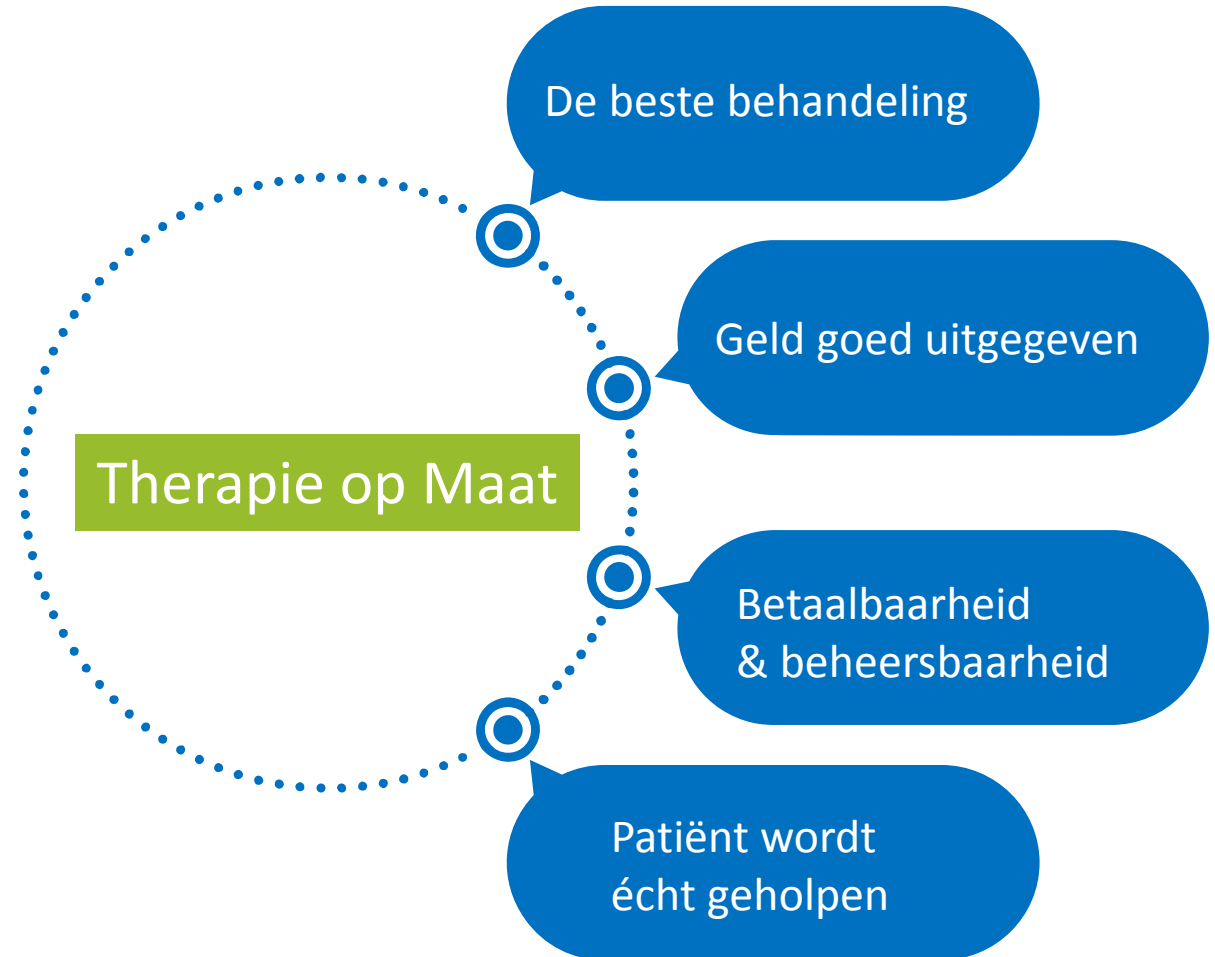 De beste behandeling
Geld goed uitgegeven
Therapie op Maat
Betaalbaarheid
& beheersbaarheid
Patiënt wordt
écht geholpen